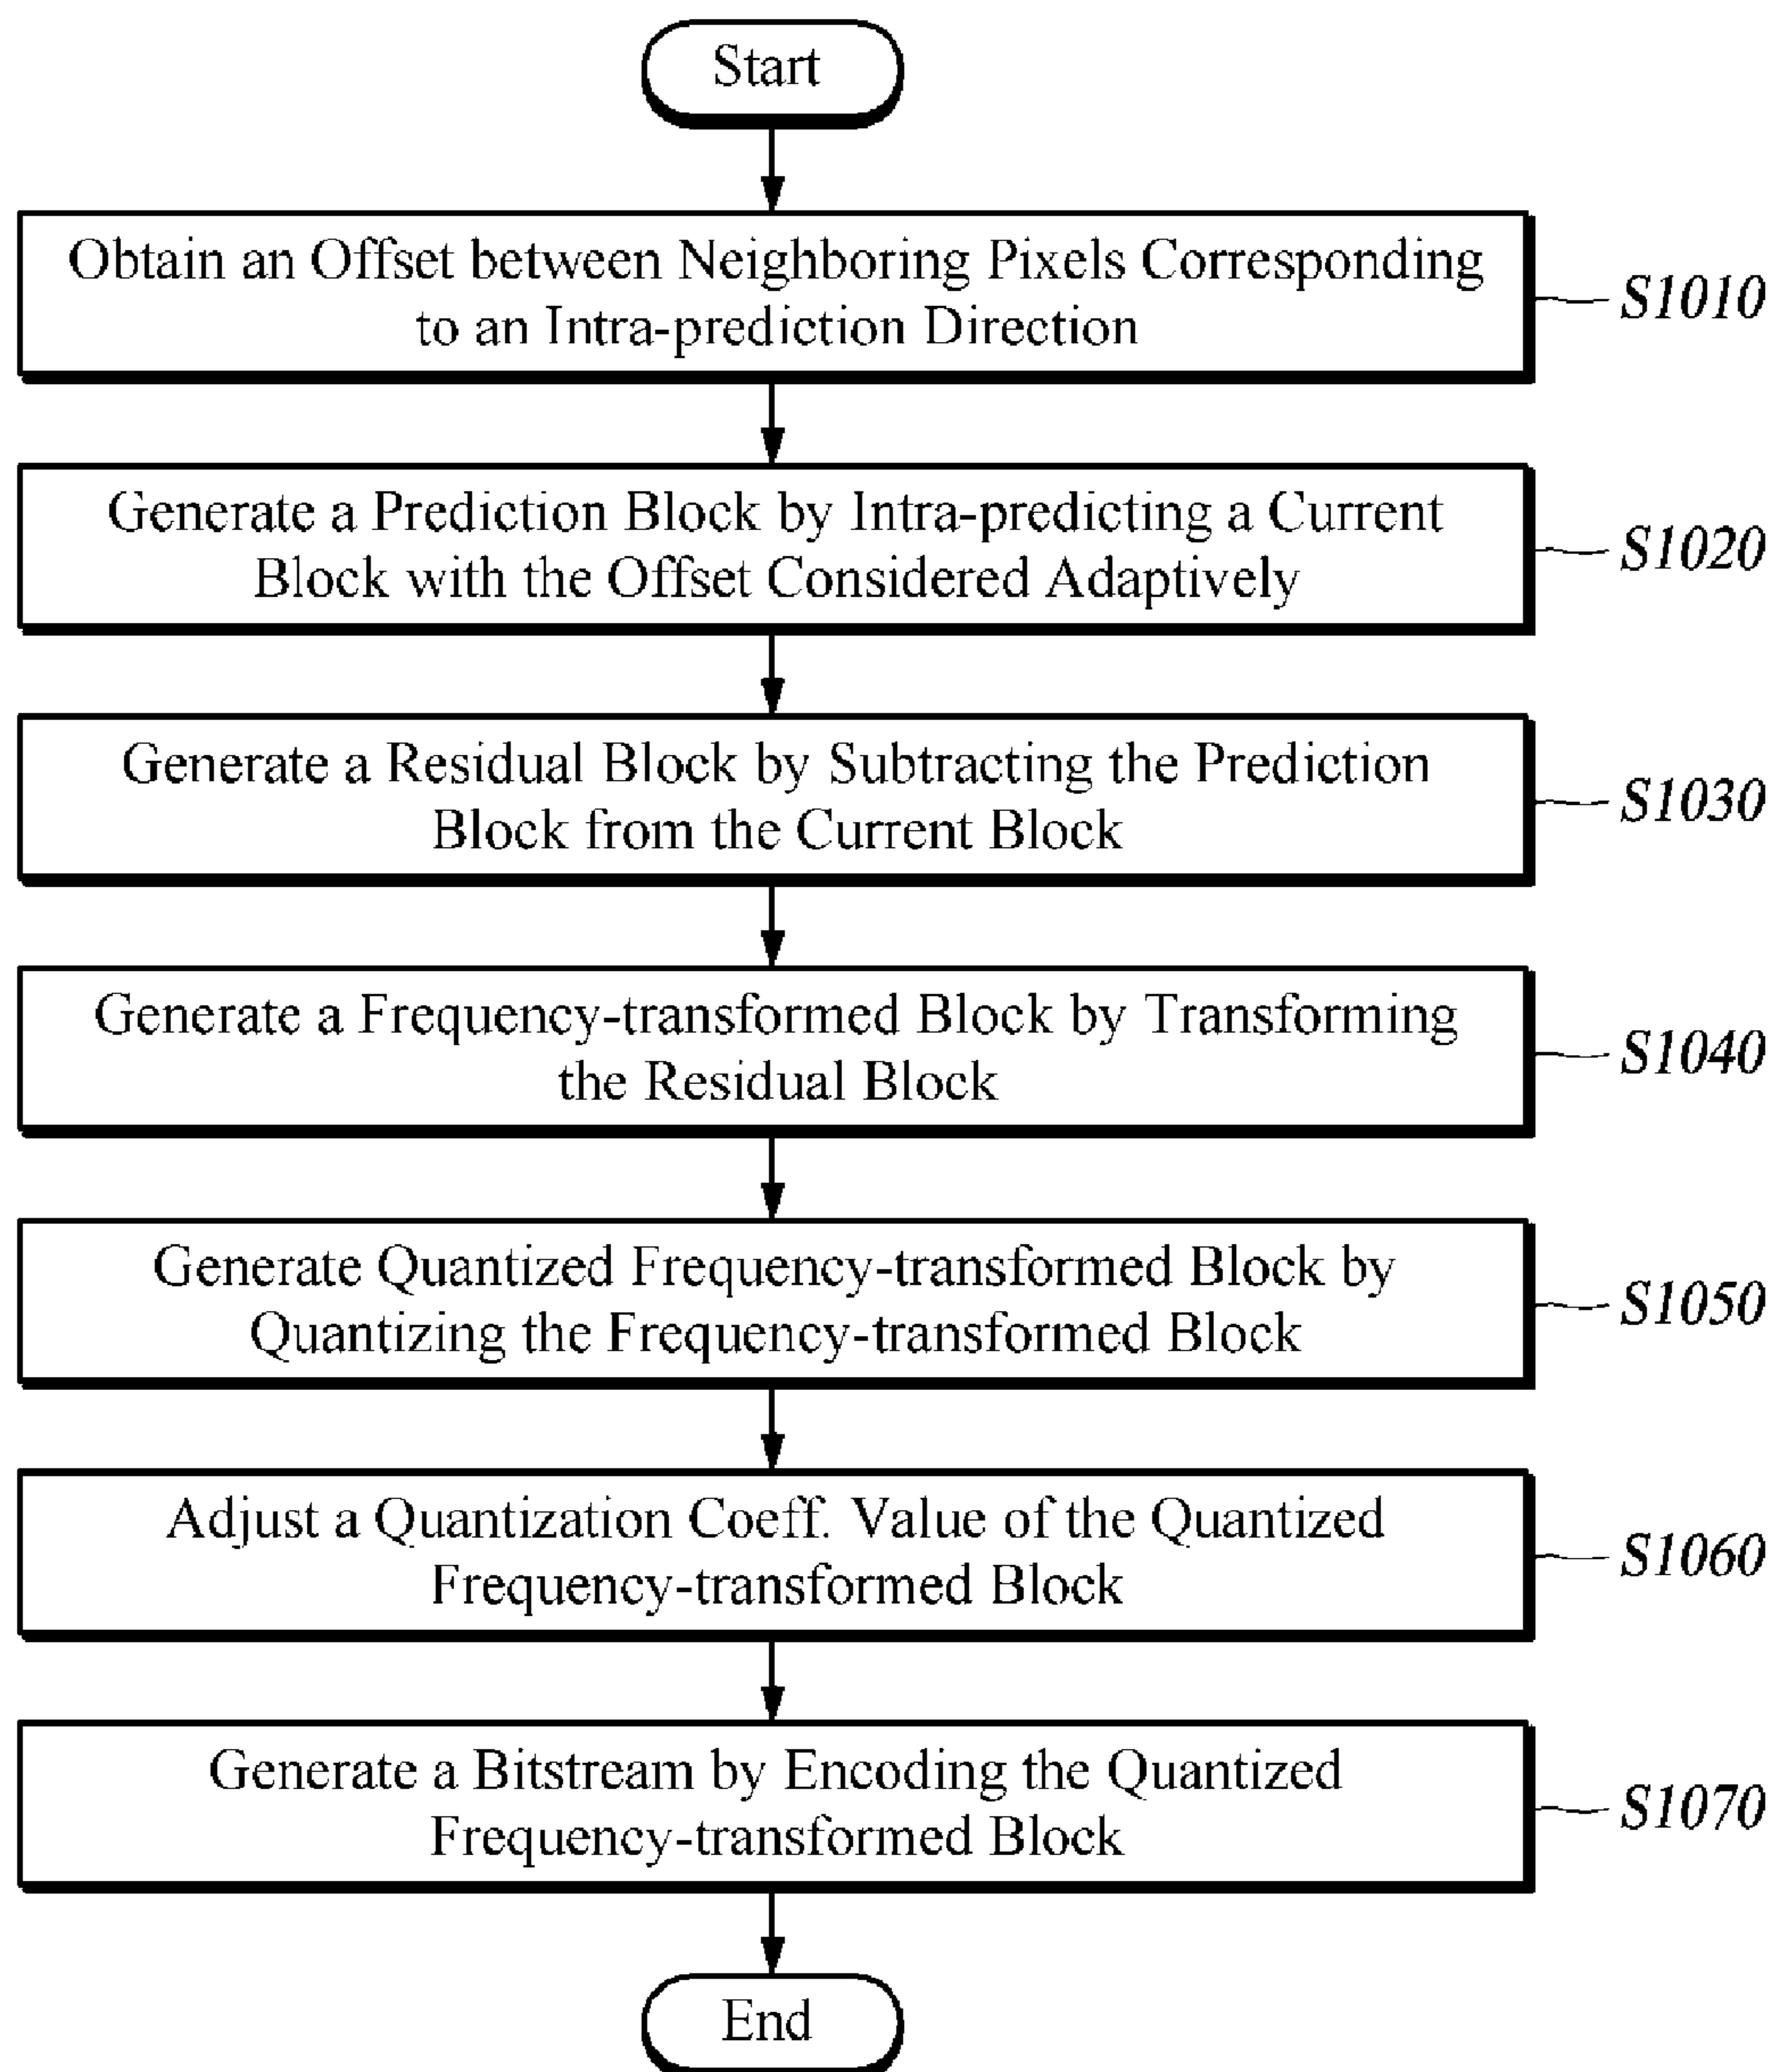 Start
Obtain an Offset between Neighboring Pixels Corresponding
to an Intra-prediction Direction
S1010
Generate a Prediction Block by Intra-predicting a Current
Block with the Offset Considered Adaptively
S1020
Generate a Residual Block by Subtracting the Prediction
Block from the Current Block
S1030
Generate a Frequency-transformed Block by Transforming
the Residual Block
S1040
Generate Quantized Frequency-transformed Block by
Quantizing the Frequency-transformed Block
S1050
Adjust a Quantization Coeff. Value of the Quantized
Frequency-transformed Block
S1060
Generate a Bitstream by Encoding the Quantized
Frequency-transformed Block
S1070
End